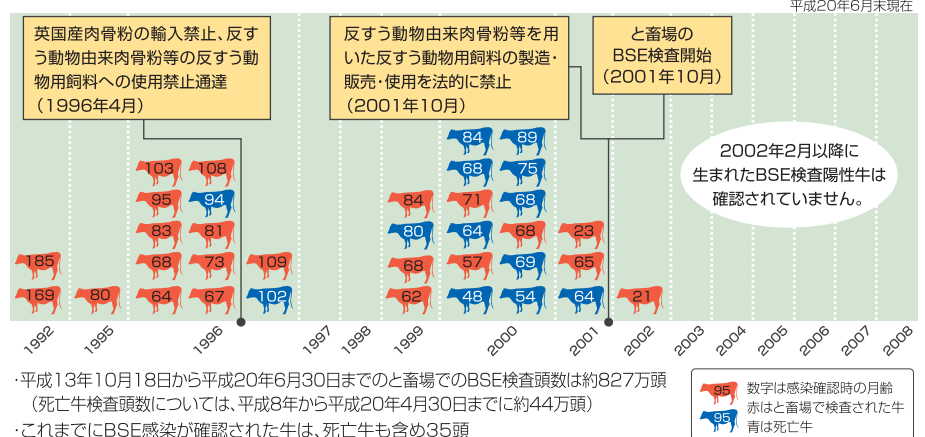 平成20年6月末現在
英国産肉骨粉の輸入禁止、反す
う動物由来肉骨粉等の反すう動
物用飼料への使用禁止通達
（1996年4月）
反すう動物由来肉骨粉等を用
いた反すう動物用飼料の製造・
販売・使用を法的に禁止
（2001年10月）
と畜場の
BSE検査開始
（2001年10月）
2002年2月以降に
生まれたBSE検査陽性牛は
確認されていません。
84 89
103 108 68 75
95 94 84 71 68
83 81 80 64 68 23
185 68 73 109 68 57 69 65
169 80 64 67 102 62 48 54 64 21
1992 1995 1996 1997 1998 1999 2000 2001 2002 2003 2004 2005 2006 2007 2008
・平成13年10月18日から平成20年6月30日までのと畜場でのBSE検査頭数は約827万頭
（死亡牛検査頭数については、平成8年から平成20年4月30日までに約44万頭）
・これまでにBSE感染が確認された牛は、死亡牛も含め35頭
95 数字は感染確認時の月齢
赤はと畜場で検査された牛
95 青は死亡牛